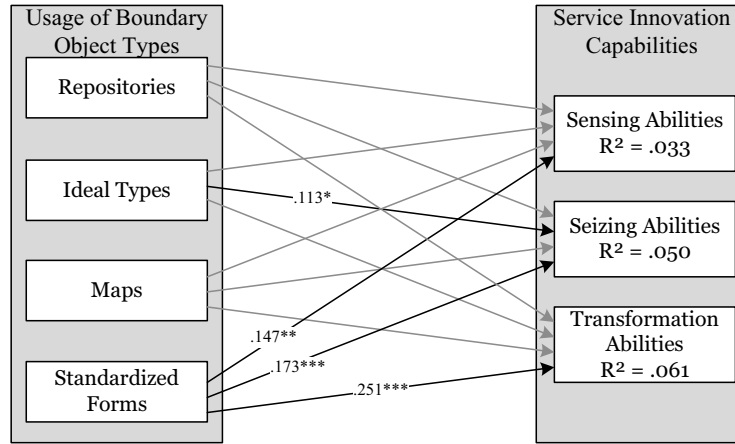 Usage of Boundary
Object Types
Repositories
Ideal Types
Maps
Standardized
Forms
.113*
.147**
.173***
.251***
Service Innovation
Capabilities
Sensing Abilities
R² = .033
Seizing Abilities
R² = .050
Transformation
Abilities
R² = .061